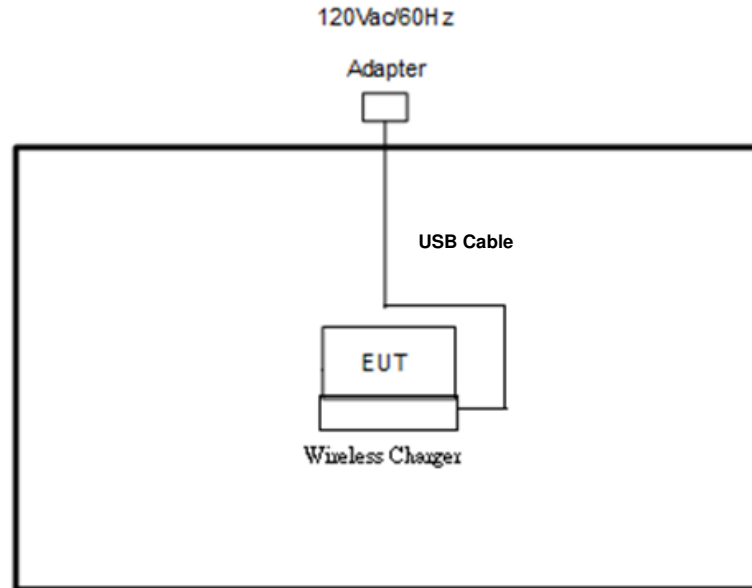 120Vac/60Hz
Adapter
USB Cable
EUT
Wireless Charger